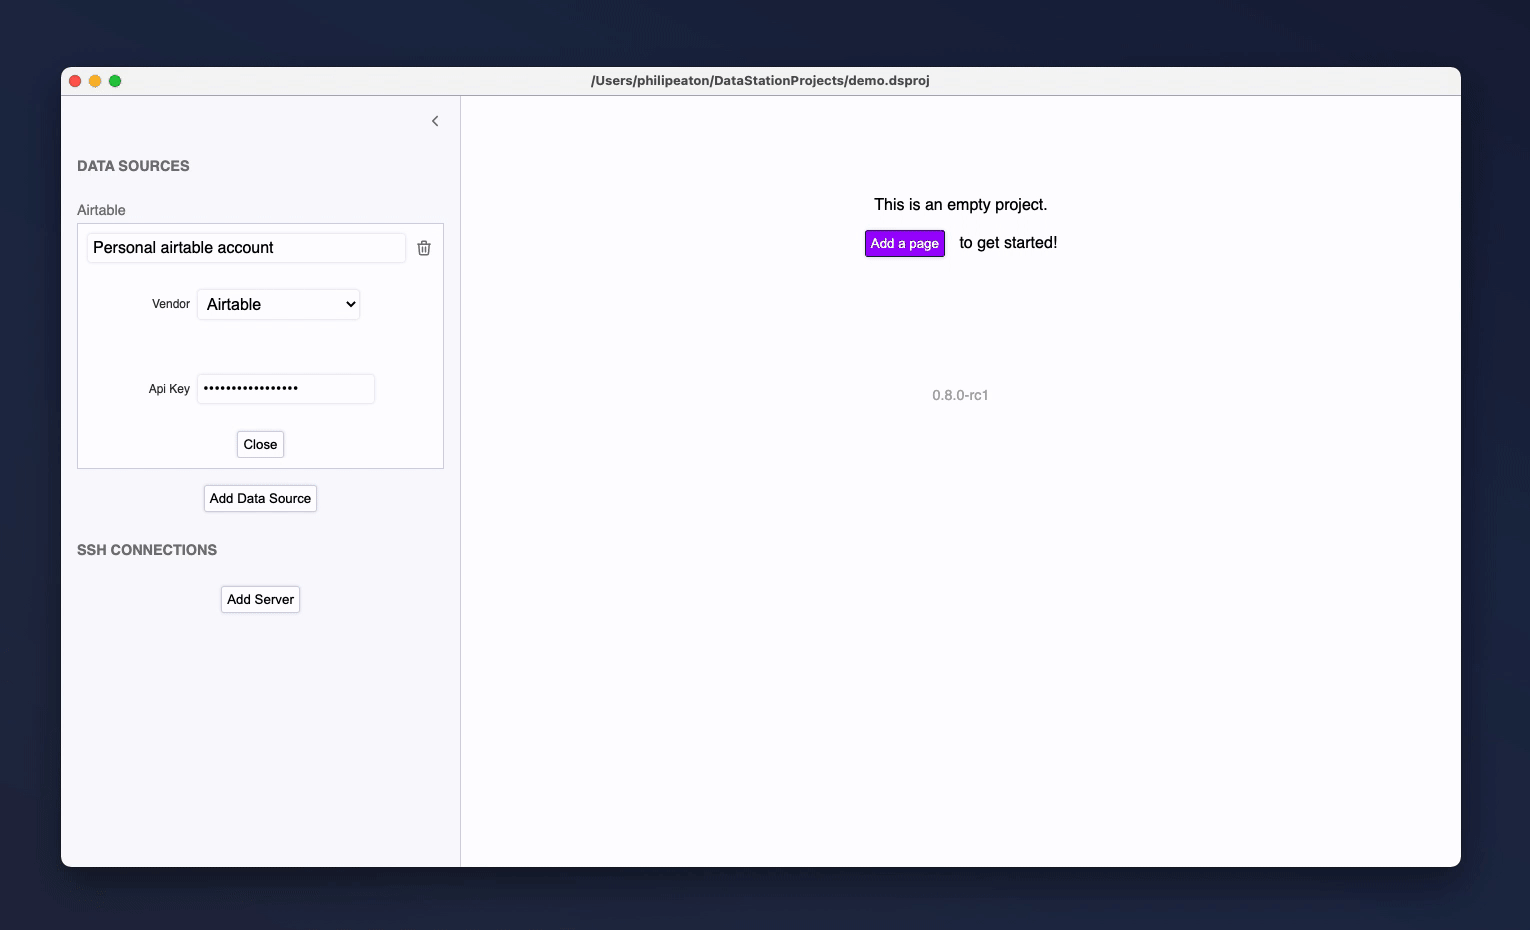 /Users/philipeaton/DataStationProjects/demo.dsproj
DATA SOURCES
Airtable
Personal airtable account
Vendor Airtable
Api Key •••••••••••••••••
Close
Add Data Source
SSH CONNECTIONS
Add Server
This is an empty project.
Add a page to get started!
0.8.0-rc1